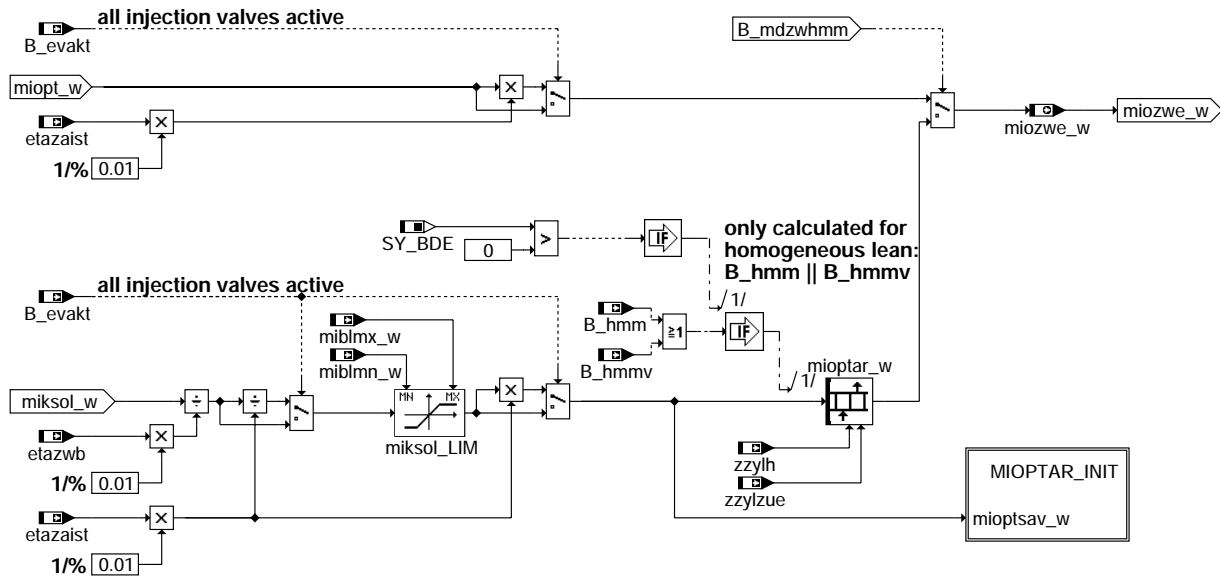 all injection valves active
B_evakt
B_mdzwhmm
miopt_w
etazaist
1/% 0.01
miozwe_w
miozwe_w
SY_BDE
0
>
IF
only calculated for
homogeneous lean:
B_hmm || B_hmmv
/ 1/
all injection valves active
B_evakt
miblmx_w
miblmn_w
B_hmm
≧1
IF
B_hmmv
/ 1/
mioptar_w
miksol_w
MN MX
miksol_LIM
etazwb
1/% 0.01
zzylh
zzylzue
etazaist
1/% 0.01
MIOPTAR_INIT
mioptsav_w